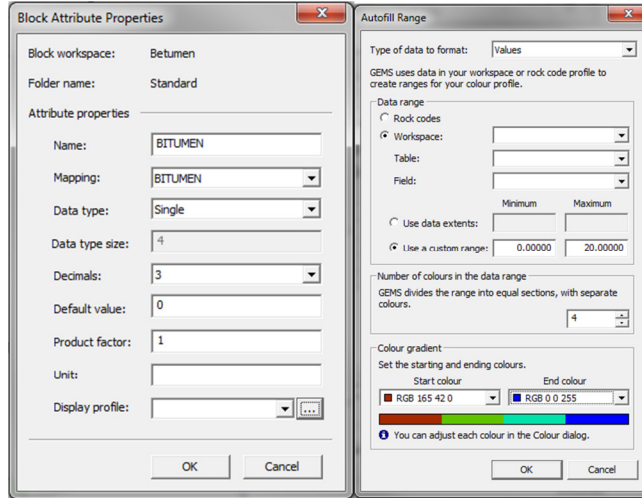 Block Attribute Properties
Block workspace: Betumen
Folder name: Standard
Attribute properties
Name: BITUMEN
Mapping: BITUMEN
Data type: Single
Data type size: 4
Decimals: 3
Default value: 0
Product factor: 1
Unit:
Display profile: ...
OK Cancel
Autofill Range
Type of data to format: Values
GEMS uses data in your workspace or rock code profile to
create ranges for your colour profile.
Data range
Rock codes
Workspace:
Table:
Field:
Minimum Maximum
Use data extents:
Use a custom range: 0.00000 20.00000
Number of colours in the data range
GEMS divides the range into equal sections, with separate
colours.
4
Colour gradient
Set the starting and ending colours.
Start colour End colour
RGB 165 42 0 RGB 0 0 255
You can adjust each colour in the Colour dialog.
OK Cancel